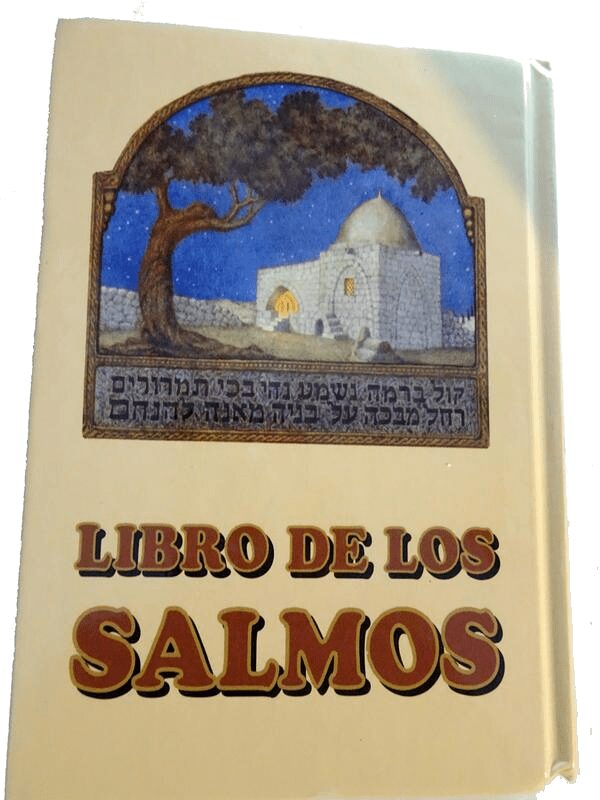 קול ברמה נשמע נהי בכי תמרורים
רחל מבכה על בניה מאנה להנחם
LIBRO DE LOS
SALMOS